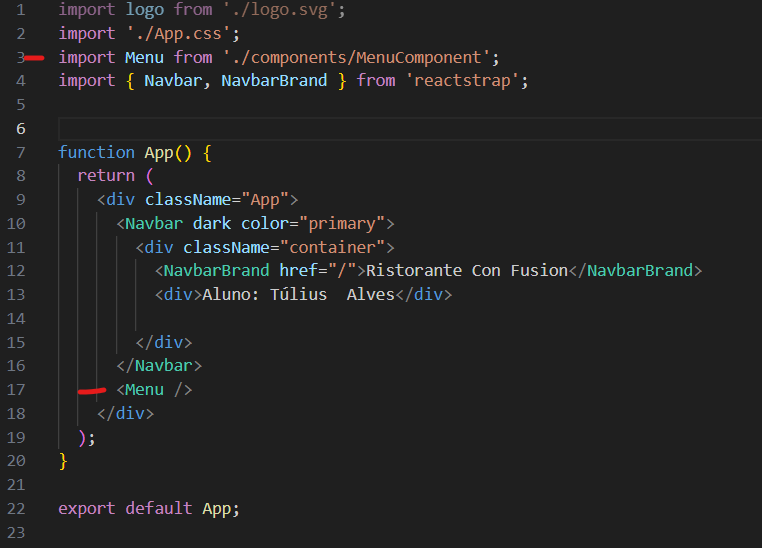 1 import logo from './logo.svg';
2 import './App.css';
3 import Menu from './components/MenuComponent';
4 import { Navbar, NavbarBrand } from 'reactstrap';
5
6
7 function App() {
8   return (
9     <div className="App">
10       <Navbar dark color="primary">
11         <div className="container">
12           <NavbarBrand href="/">Ristorante Con Fusion</NavbarBrand>
13           <div>Aluno: Túlius  Alves</div>
14
15         </div>
16       </Navbar>
17       <Menu />
18     </div>
19   );
20 }
21
22 export default App;
23